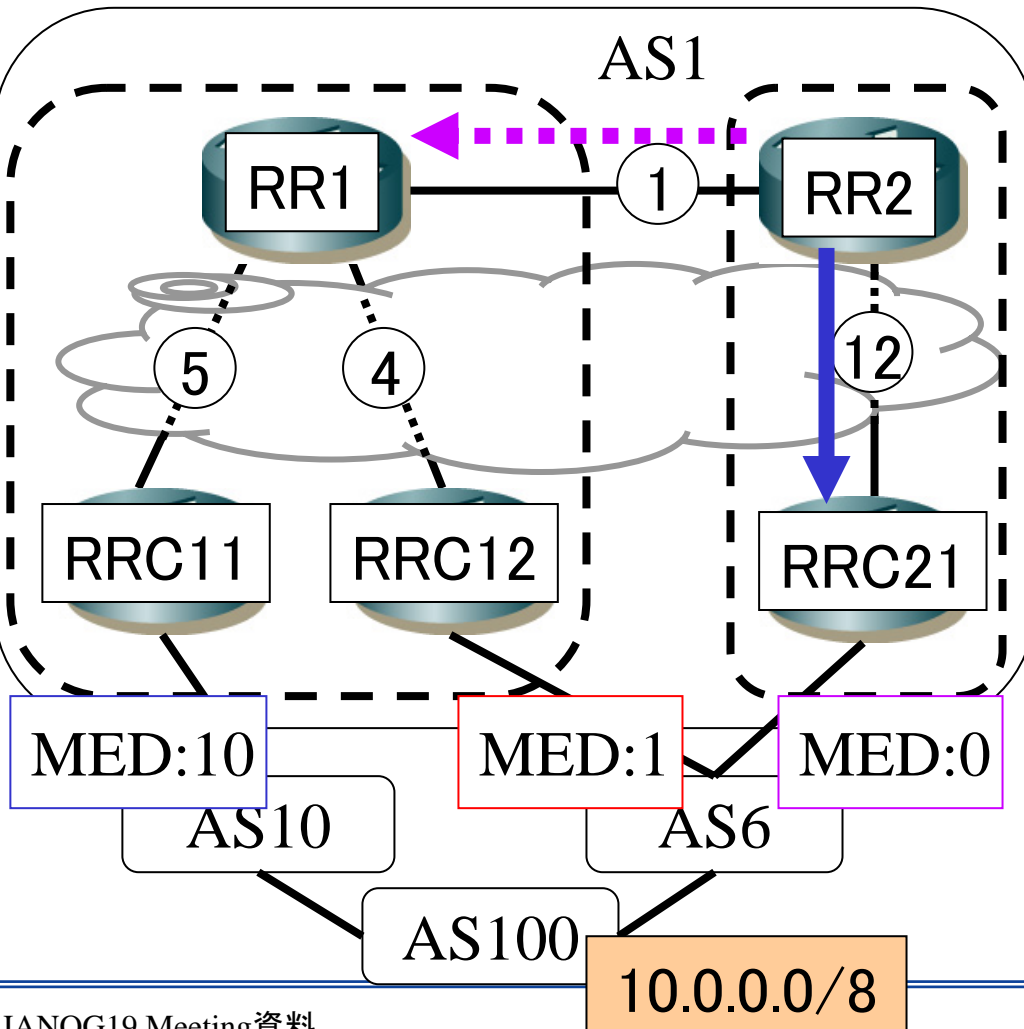 AS1
RR1
1
RR2
5
4
12
RRC11
RRC12
RRC21
MED:10
MED:1
MED:0
AS10
AS6
AS100
10.0.0.0/8
JANOG19 Meeting資料